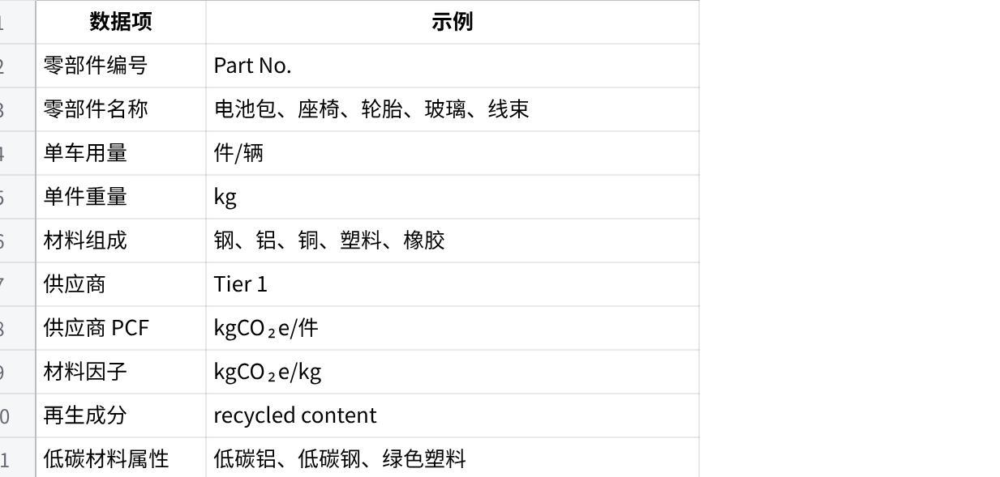 数据项 示例
2 零部件编号 Part No.
3 零部件名称 电池包、座椅、轮胎、玻璃、线束
4 单车用量 件/辆
5 单件重量 kg
6 材料组成 钢、铝、铜、塑料、橡胶
7 供应商 Tier 1
8 供应商 PCF kgCO₂e/件
9 材料因子 kgCO₂e/kg
0 再生成分 recycled content
1 低碳材料属性 低碳铝、低碳钢、绿色塑料